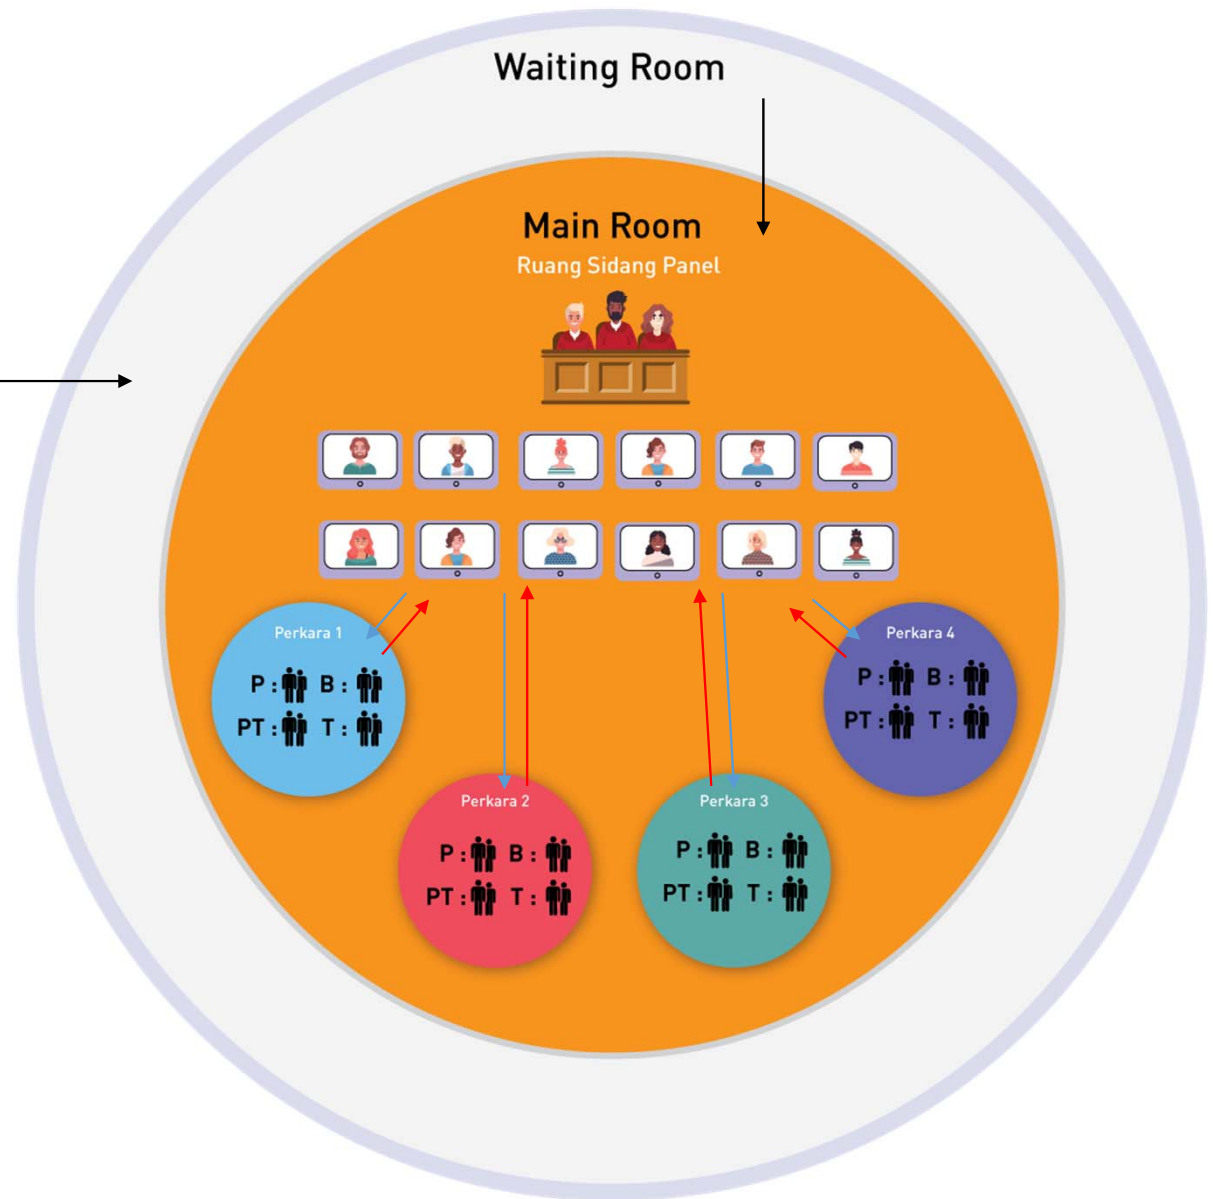 Waiting Room
Main Room
Ruang Sidang Panel
Perkara 1
P : B :
PT : T :
Perkara 2
P : B :
PT : T :
Perkara 3
P : B :
PT : T :
Perkara 4
P : B :
PT : T :